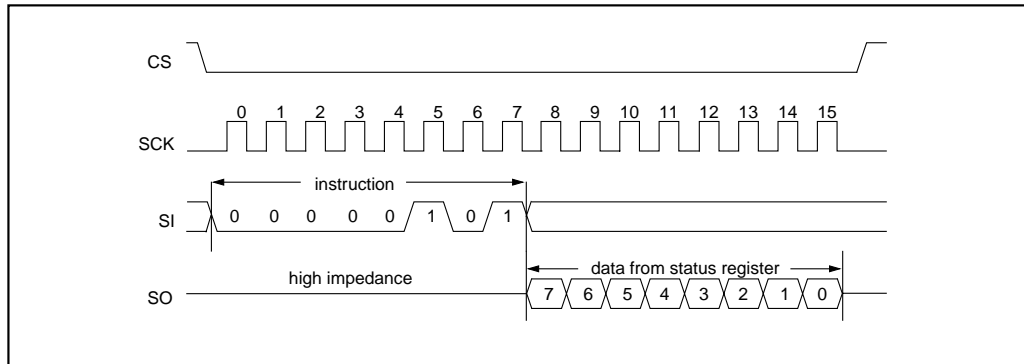 CS
0 1 2 3 4 5 6 7 8 9 10 11 12 13 14 15
SCK
instruction
SI 0 0 0 0 0 1 0 1
high impedance data from status register
SO 7 6 5 4 3 2 1 0